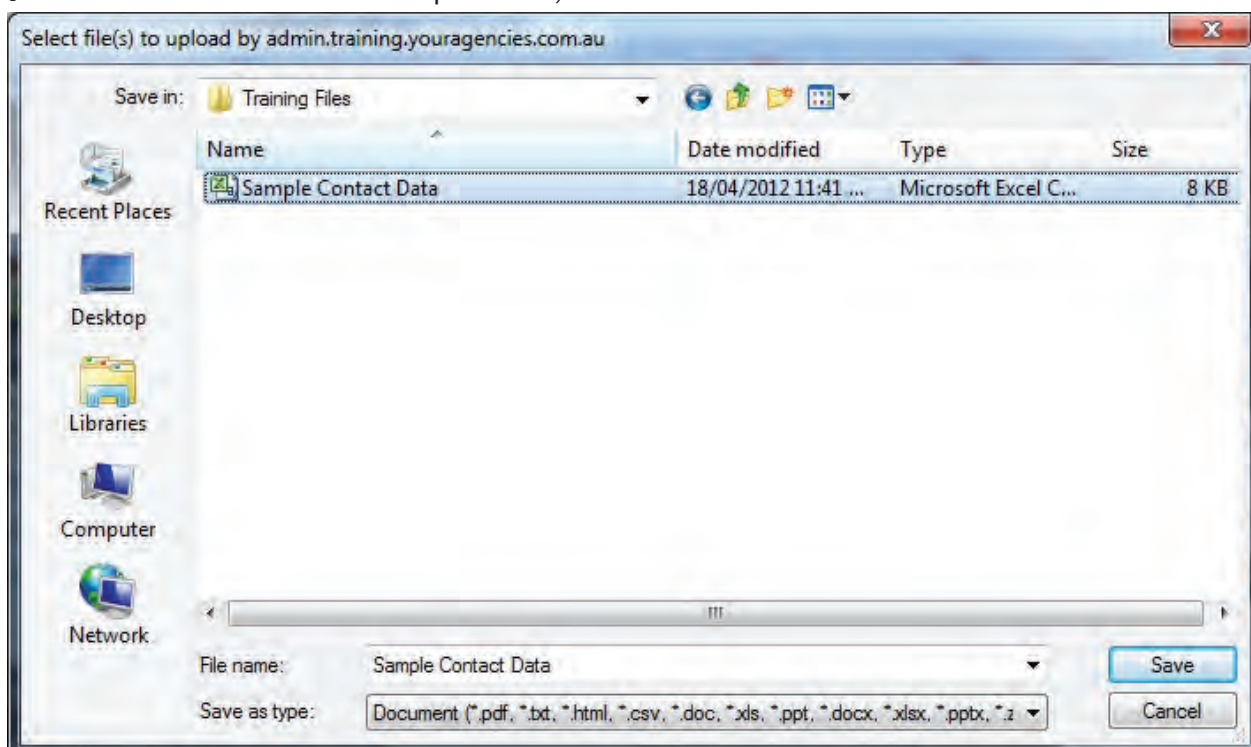 Select file(s) to upload by admin.training.youragencies.com.au
X
Save in:
Training Files
Name
Date modified
Type
Size
Sample Contact Data
18/04/2012 11:41 ...
Microsoft Excel C...
8 KB
Recent Places
Desktop
Libraries
Computer
Network
File name:
Sample Contact Data
Save
Save as type:
Document (*.pdf, *.txt, *.html, *.csv, *.doc, *.xls, *.ppt, *.docx, *.xlsx, *.pptx, *.z
Cancel